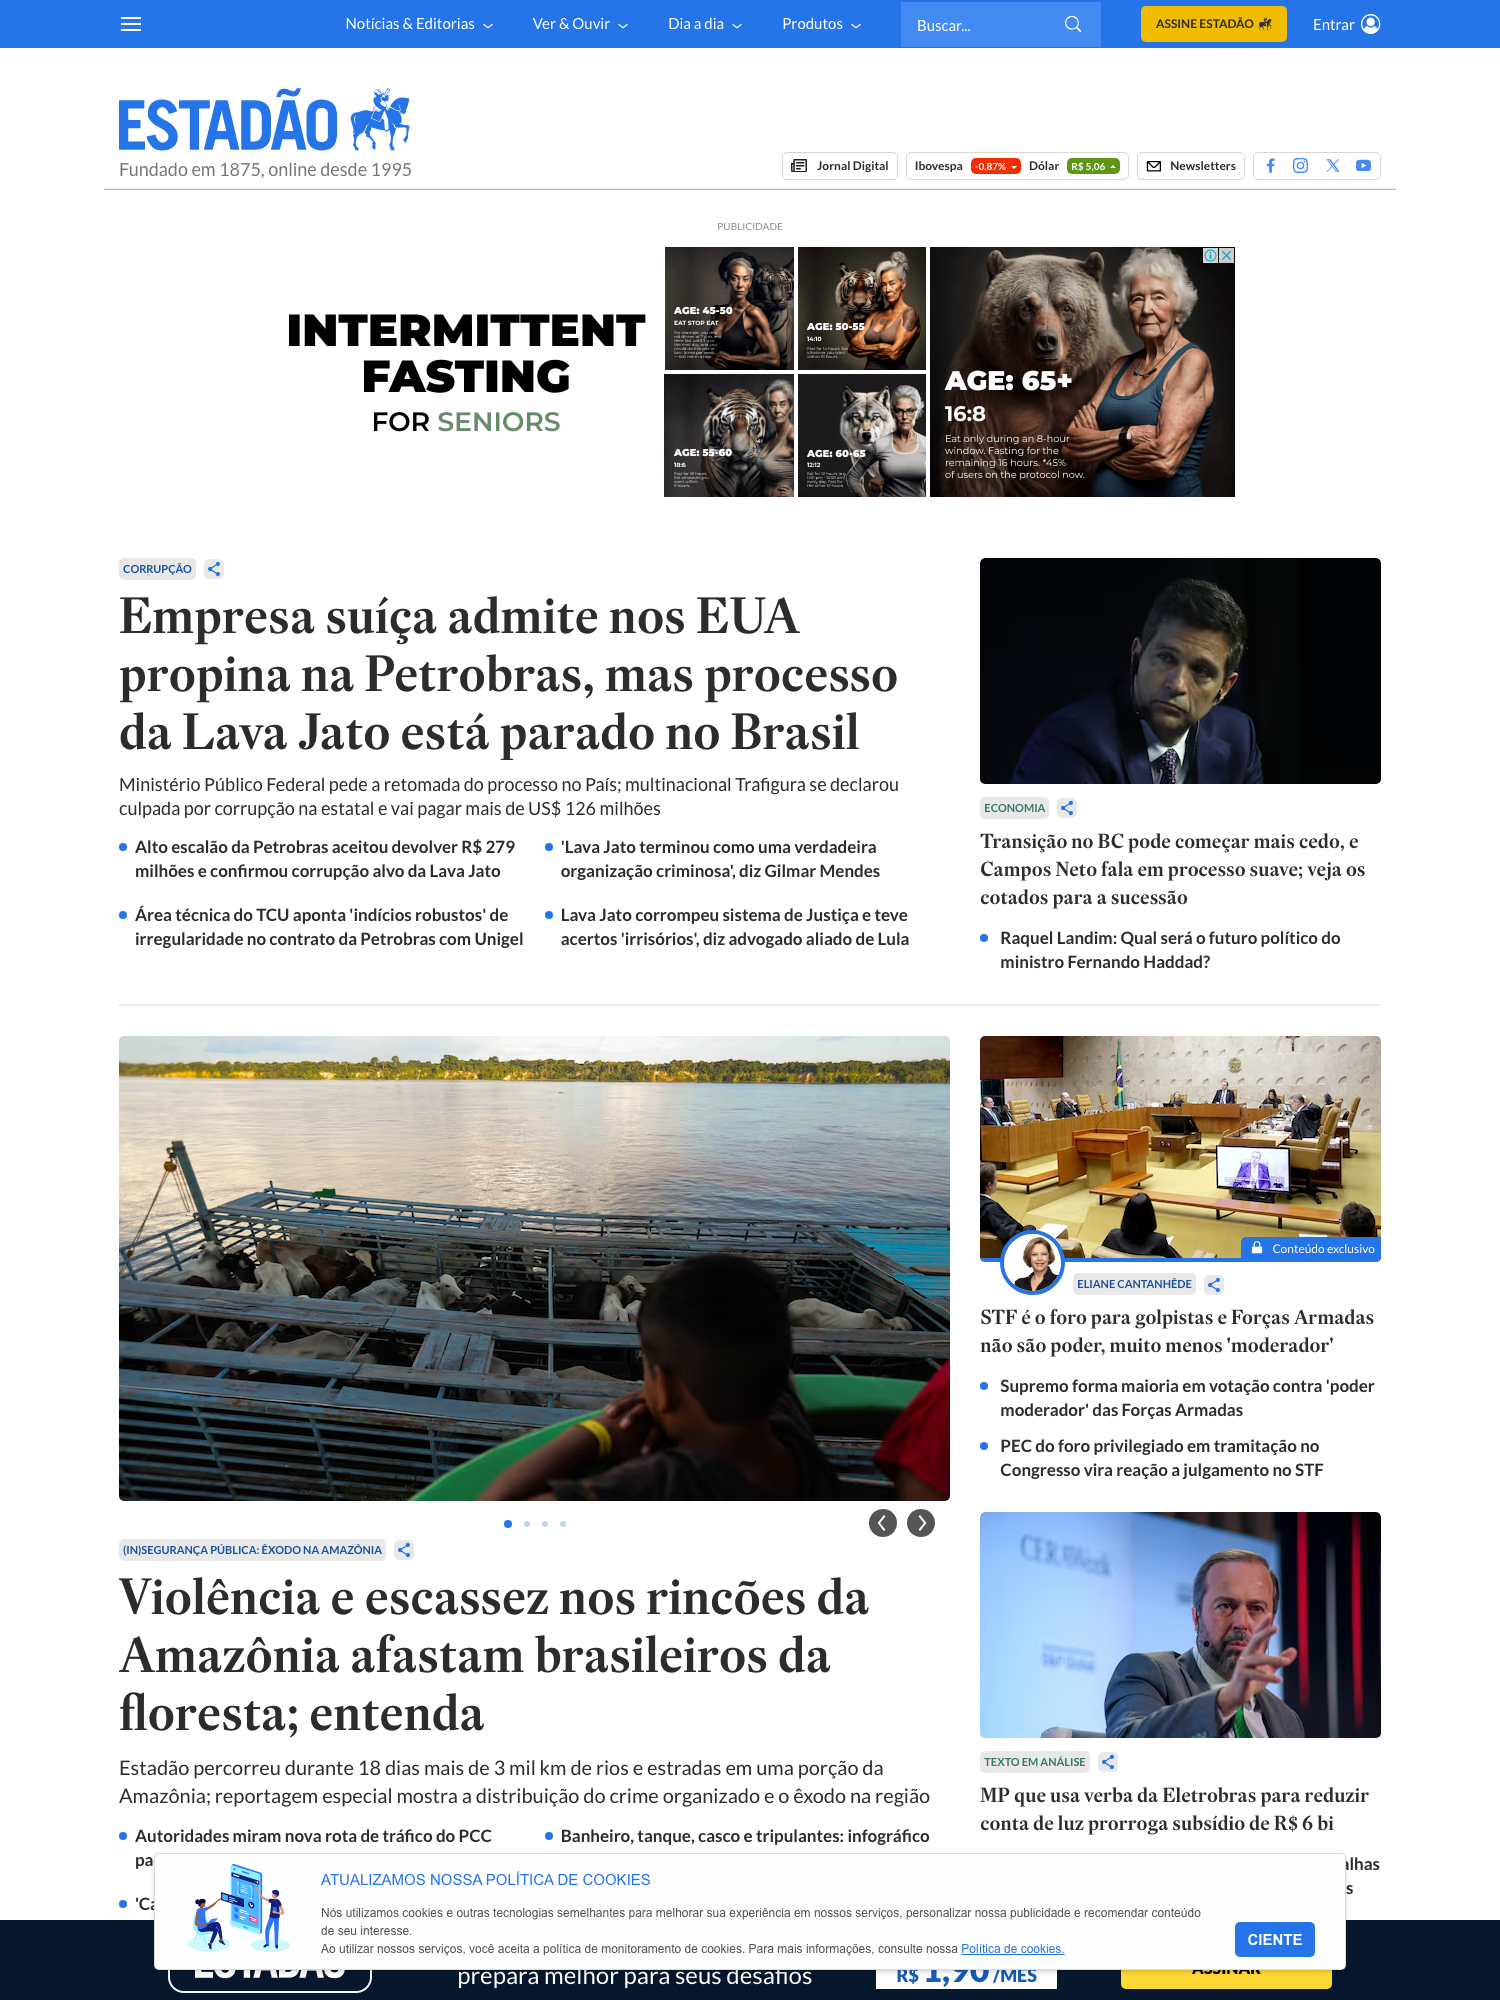 Notícias & Editorias
Ver & Ouvir
Dia a dia
Produtos
Buscar...
ASSINE ESTADÃO
Entrar
ESTADÃO
Fundado em 1875, online desde 1995
Jornal Digital
Ibovespa -0,87%
Dólar R$ 5,06
Newsletters
PUBLICIDADE
INTERMITTENT
FASTING
FOR SENIORS
AGE: 45-50
EAT STOP EAT
AGE: 50-55
14:10
AGE: 55-60
18:6
AGE: 60-65
12:12
AGE: 65+
16:8
Eat only during an 8-hour
window. Fasting for the
remaining 16 hours. *45%
of users on the protocol now.
CORRUPÇÃO
Empresa suíça admite nos EUA
propina na Petrobras, mas processo
da Lava Jato está parado no Brasil
Ministério Público Federal pede a retomada do processo no País; multinacional Trafigura se declarou
culpada por corrupção na estatal e vai pagar mais de US$ 126 milhões
Alto escalão da Petrobras aceitou devolver R$ 279
milhões e confirmou corrupção alvo da Lava Jato
'Lava Jato terminou como uma verdadeira
organização criminosa', diz Gilmar Mendes
Área técnica do TCU aponta 'indícios robustos' de
irregularidade no contrato da Petrobras com Unigel
Lava Jato corrompeu sistema de Justiça e teve
acertos 'irrisórios', diz advogado aliado de Lula
ECONOMIA
Transição no BC pode começar mais cedo, e
Campos Neto fala em processo suave; veja os
cotados para a sucessão
Raquel Landim: Qual será o futuro político do
ministro Fernando Haddad?
(IN)SEGURANÇA PÚBLICA: ÊXODO NA AMAZÔNIA
Violência e escassez nos rincões da
Amazônia afastam brasileiros da
floresta; entenda
Estadão percorreu durante 18 dias mais de 3 mil km de rios e estradas em uma porção da
Amazônia; reportagem especial mostra a distribuição do crime organizado e o êxodo na região
Autoridades miram nova rota de tráfico do PCC
pa
Banheiro, tanque, casco e tripulantes: infográfico
'Ca
Conteúdo exclusivo
ELIANE CANTANHÊDE
STF é o foro para golpistas e Forças Armadas
não são poder, muito menos 'moderador'
Supremo forma maioria em votação contra 'poder
moderador' das Forças Armadas
PEC do foro privilegiado em tramitação no
Congresso vira reação a julgamento no STF
CERAWeek
S&P Global
TEXTO EM ANÁLISE
MP que usa verba da Eletrobras para reduzir
conta de luz prorroga subsídio de R$ 6 bi
alhas
s
ATUALIZAMOS NOSSA POLÍTICA DE COOKIES
Nós utilizamos cookies e outras tecnologias semelhantes para melhorar sua experiência em nossos serviços, personalizar nossa publicidade e recomendar conteúdo
de seu interesse.
Ao utilizar nossos serviços, você aceita a política de monitoramento de cookies. Para mais informações, consulte nossa Política de cookies.
CIENTE
ESTADÃO
prepara melhor para seus desafios
R$ 1,90 /MÊS
ASSINAR